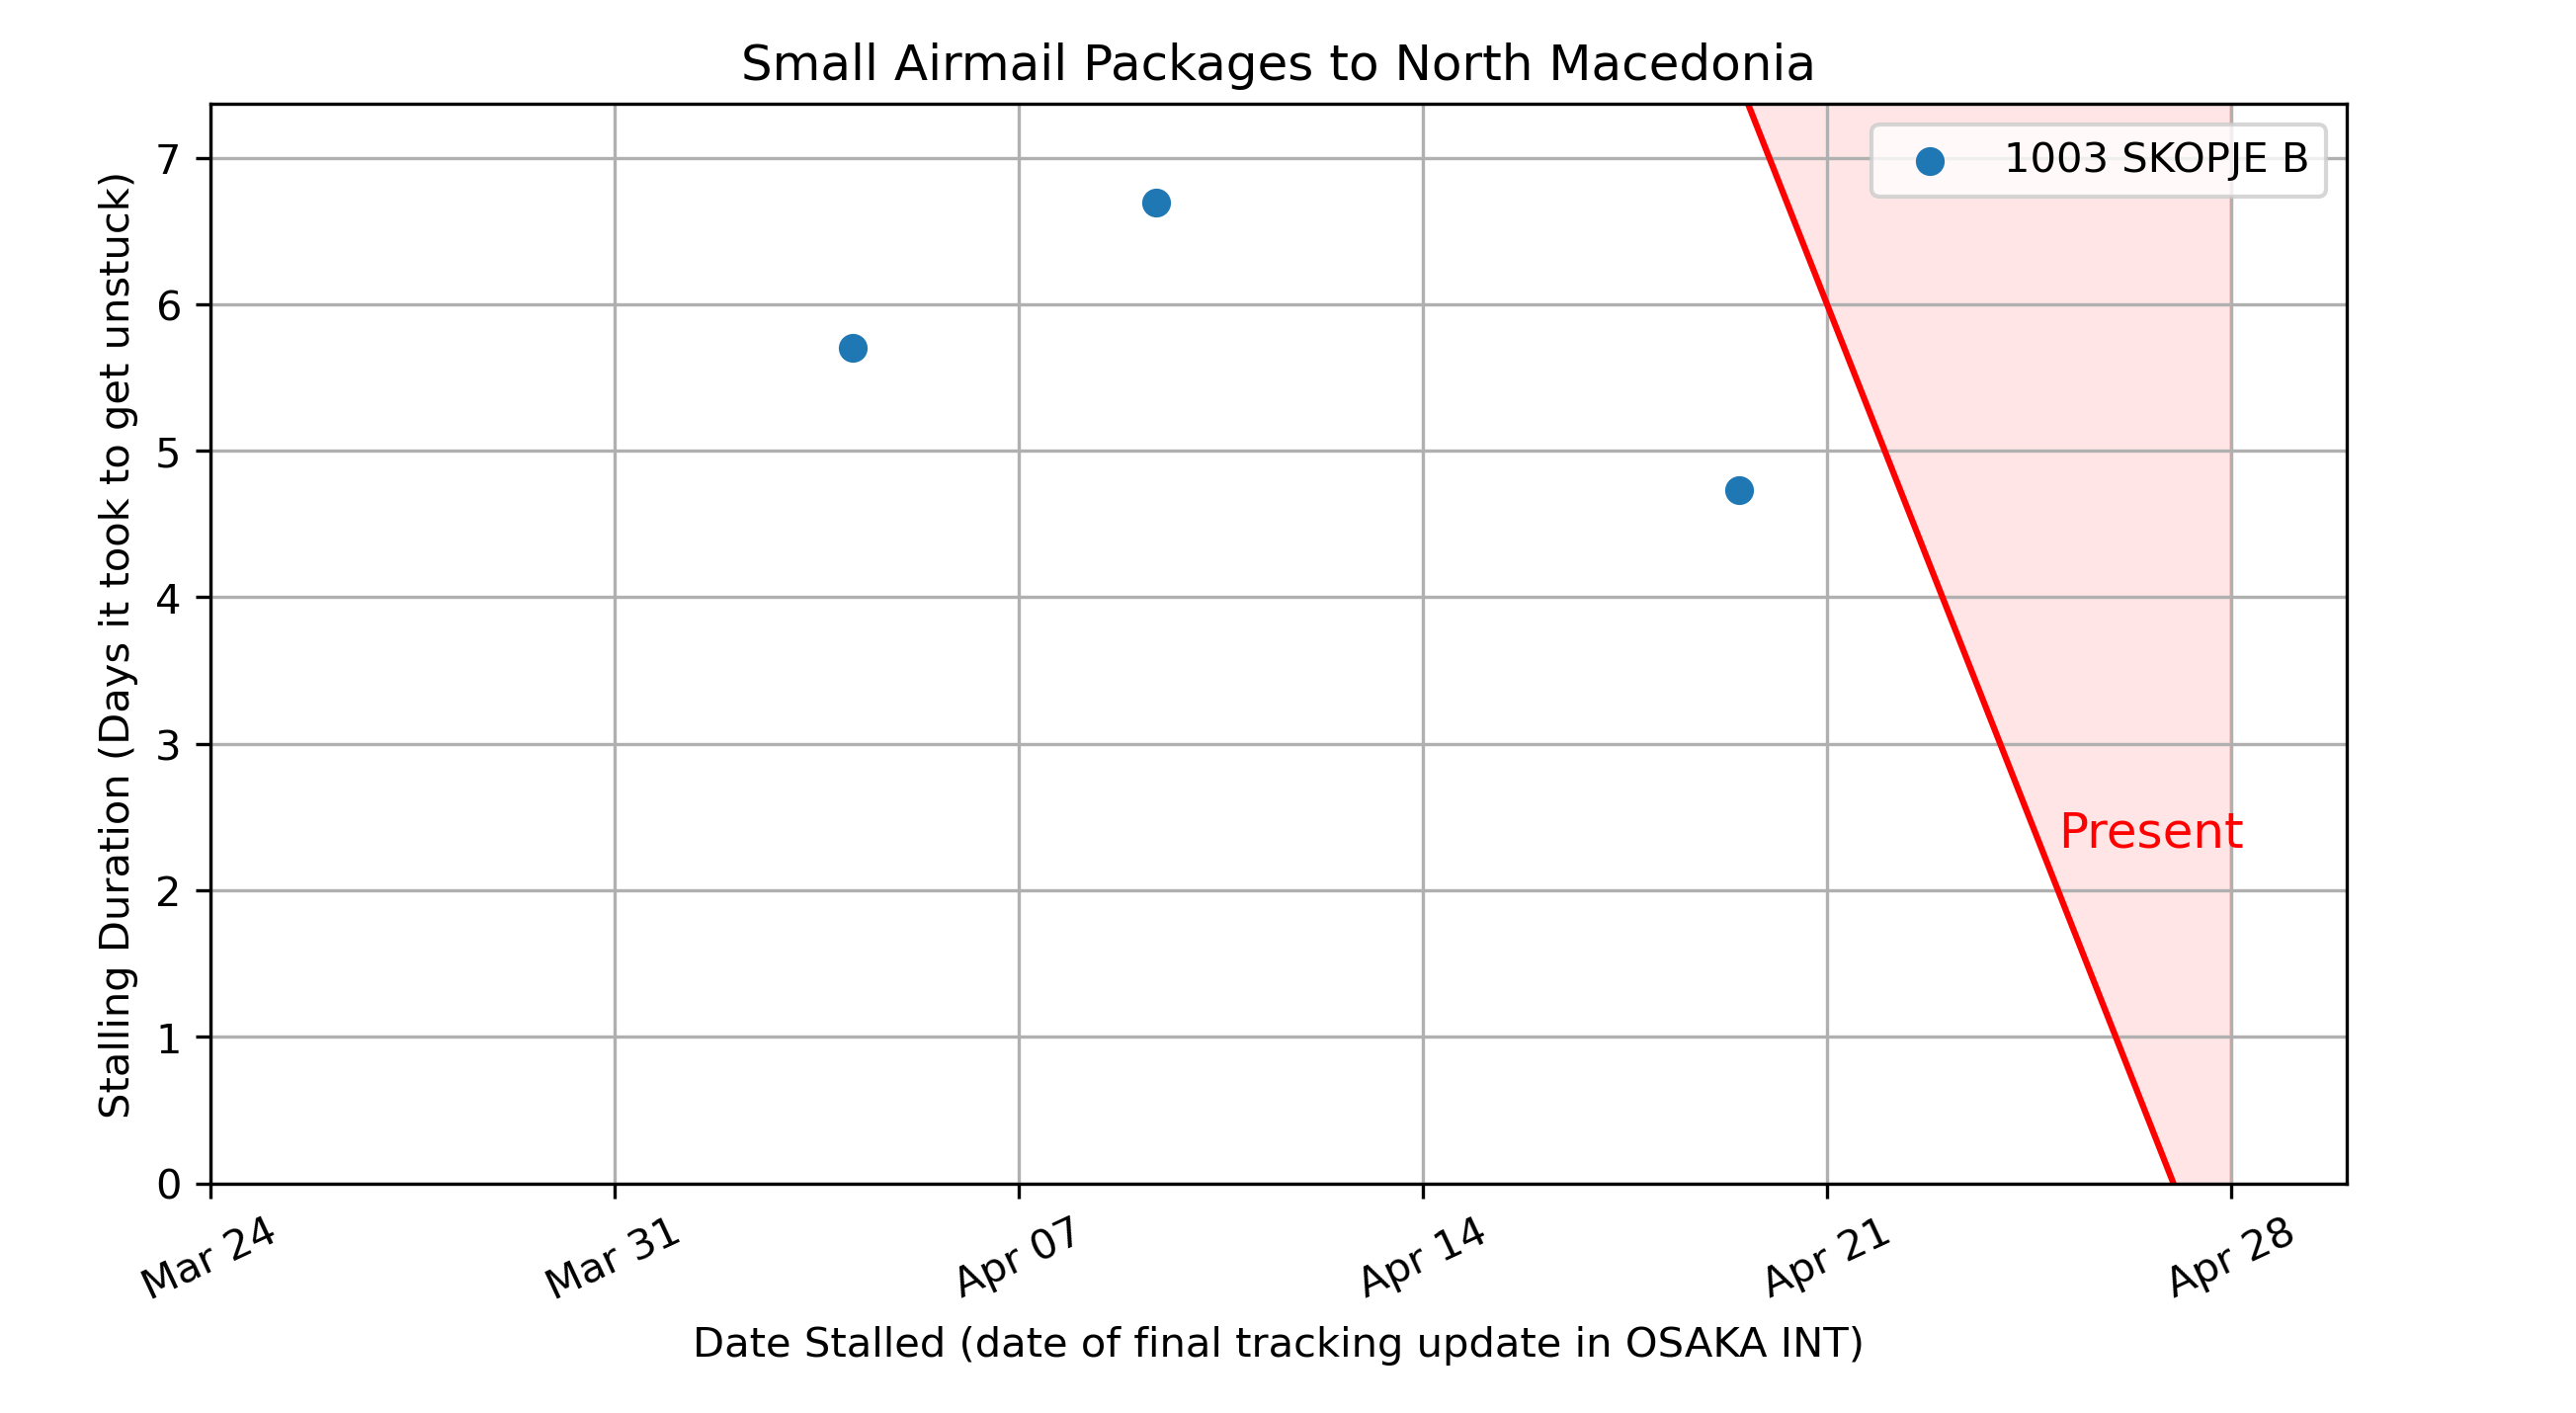 Small Airmail Packages to North Macedonia
1003 SKOPJE B
Stalling Duration (Days it took to get unstuck)
7
6
5
4
3
2
1
0
Present
Mar 24
Mar 31
Apr 07
Apr 14
Apr 21
Apr 28
Date Stalled (date of final tracking update in OSAKA INT)